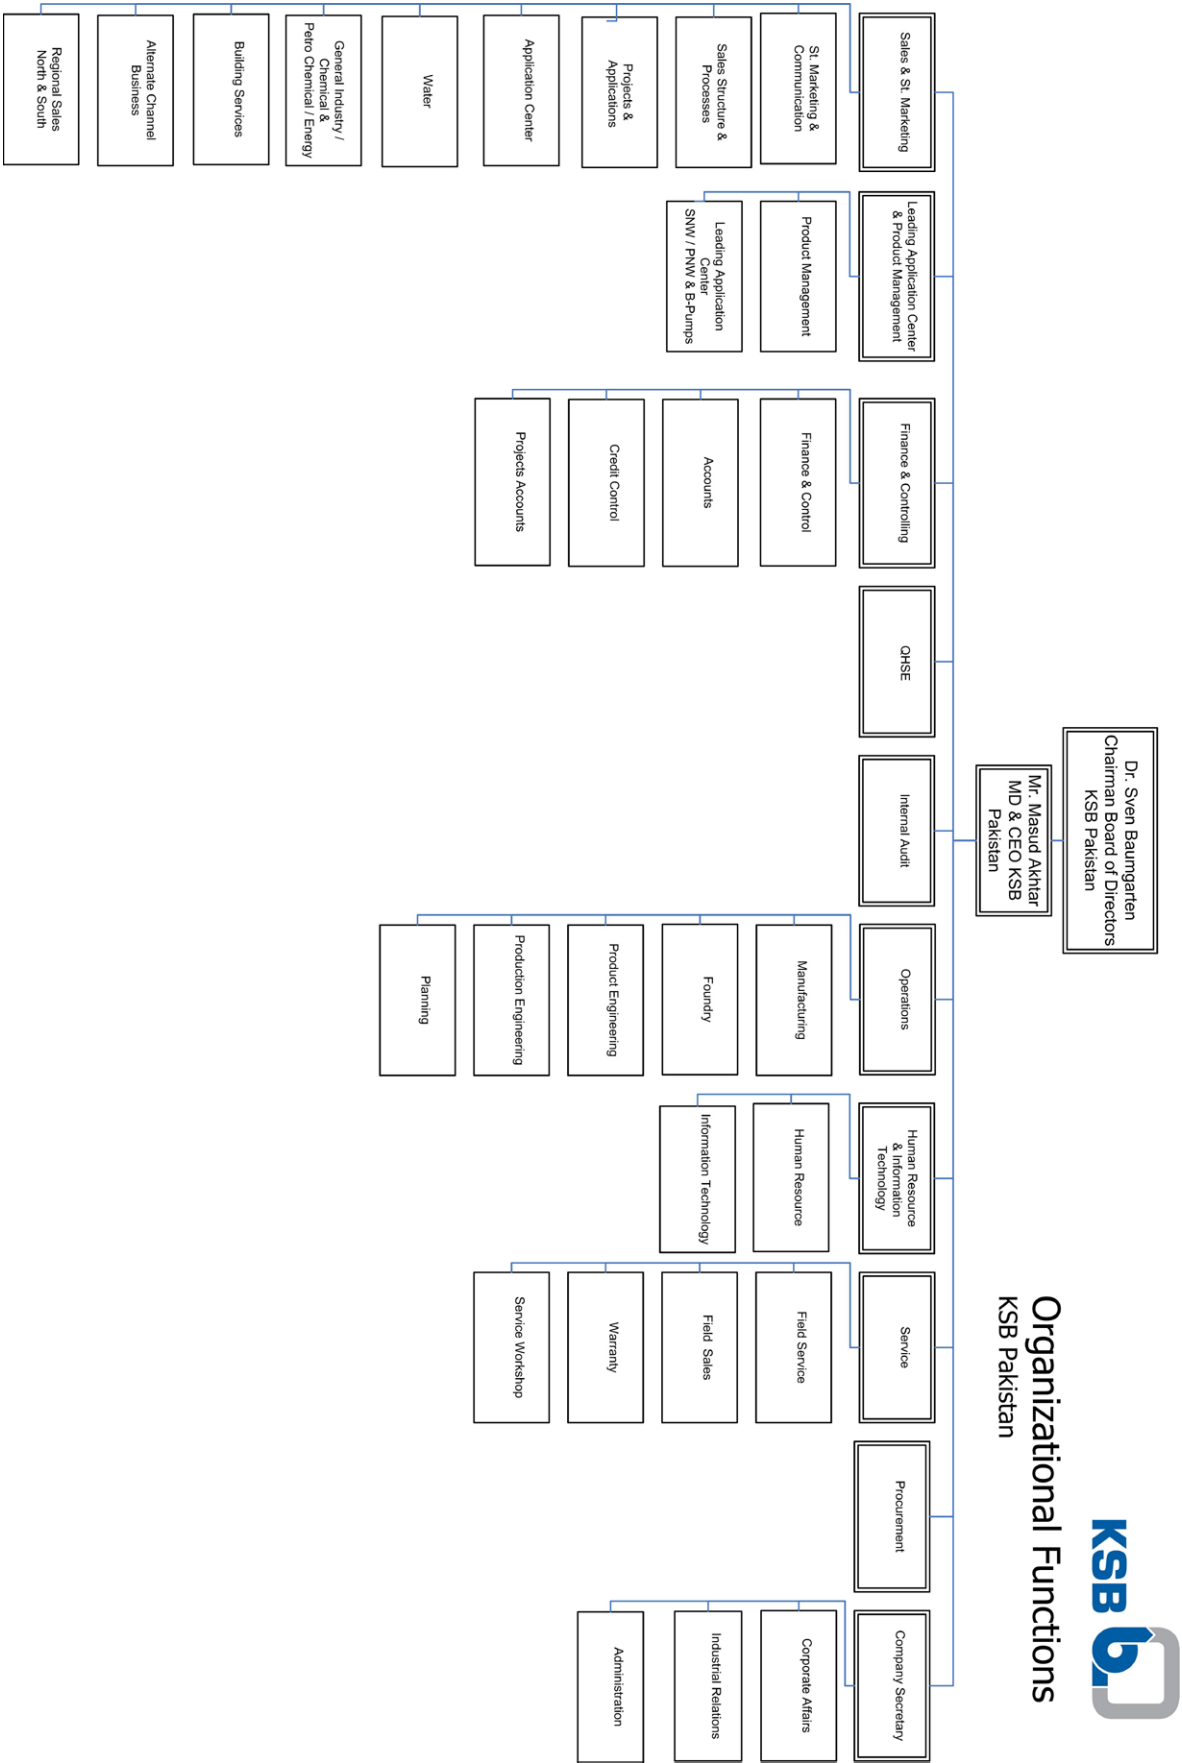 KSB
Organizational Functions
KSB Pakistan
Dr. Sven Baumgarten
Chairman Board of Directors
KSB Pakistan
Mr. Masud Akhtar
MD & CEO KSB
Pakistan
Sales & St. Marketing
St. Marketing &
Communication
Sales Structure &
Processes
Projects &
Applications
Application Center
Water
General Industry /
Chemical &
Petro Chemical / Energy
Building Services
Alternate Channel
Business
Regional Sales
North & South
Leading Application Center
& Product Management
Product Management
Leading Application
Center
SNW / PNW & B-Pumps
Finance & Controlling
Finance & Control
Accounts
Credit Control
Projects Accounts
QHSE
Internal Audit
Operations
Manufacturing
Foundry
Product Engineering
Production Engineering
Planning
Human Resource
& Information
Technology
Human Resource
Information Technology
Service
Field Service
Field Sales
Warranty
Service Workshop
Procurement
Company Secretary
Corporate Affairs
Industrial Relations
Administration